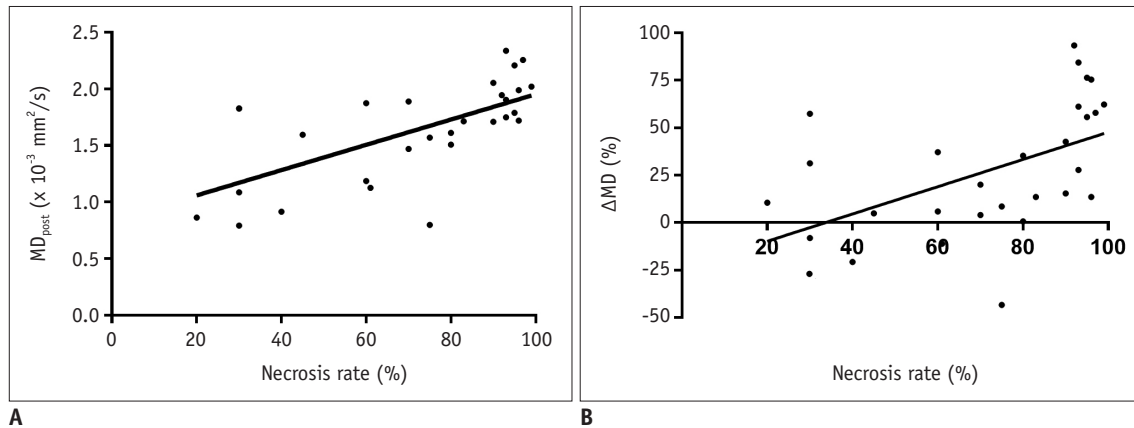 2.5
2.0
1.5
1.0
0.5
0.0
MDpost (x 10-3 mm2/s)
0 20 40 60 80 100
Necrosis rate (%)
A
100
75
50
25
0
-25
-50
ΔMD (%)
20 40 60 80 100
Necrosis rate (%)
B